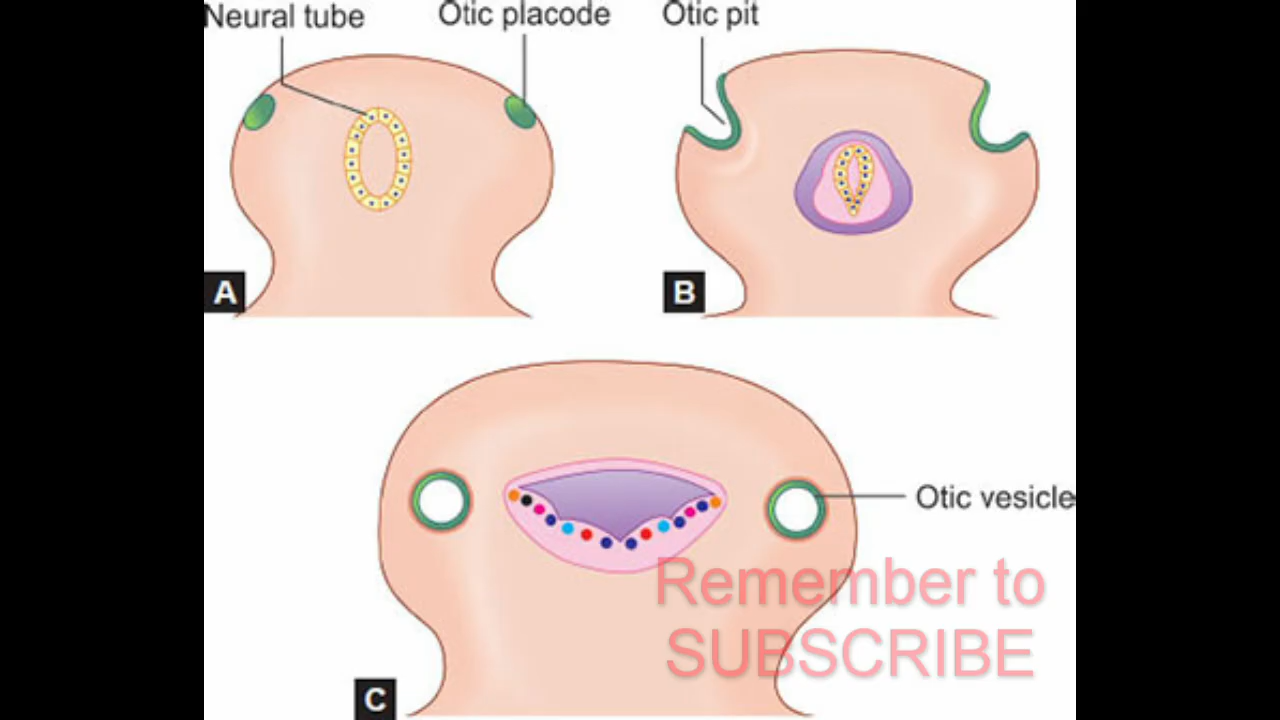 Neural tube
Otic placode
Otic pit
A
B
Otic vesicle
Remember to
SUBSCRIBE
C